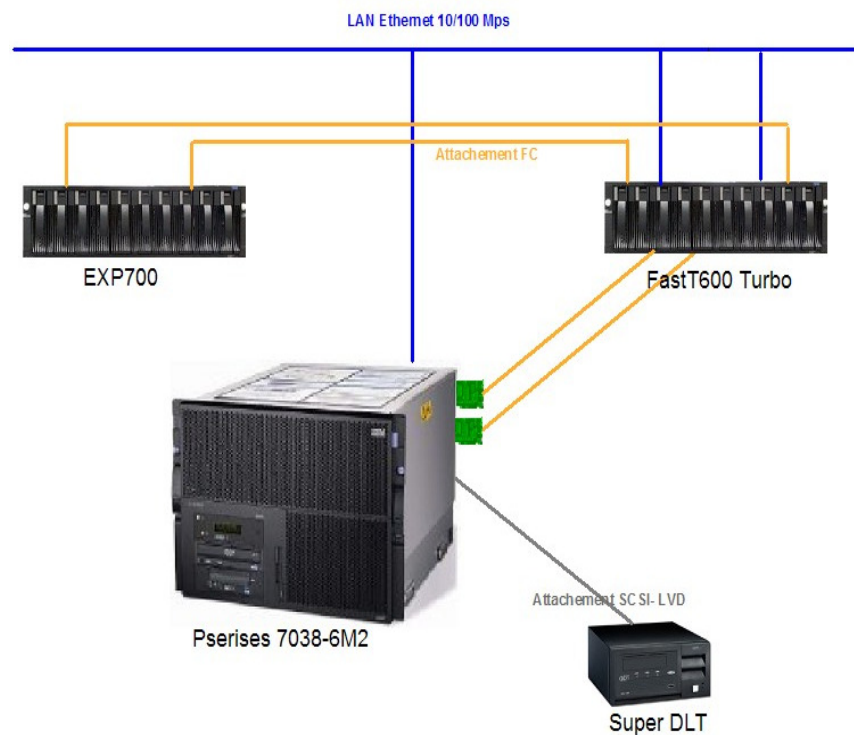 LAN Ethernet 10/100 Mps
Attachement FC
EXP700
FastT600 Turbo
Attachement SCSI-LVD
Pserises 7038-6M2
Super DLT